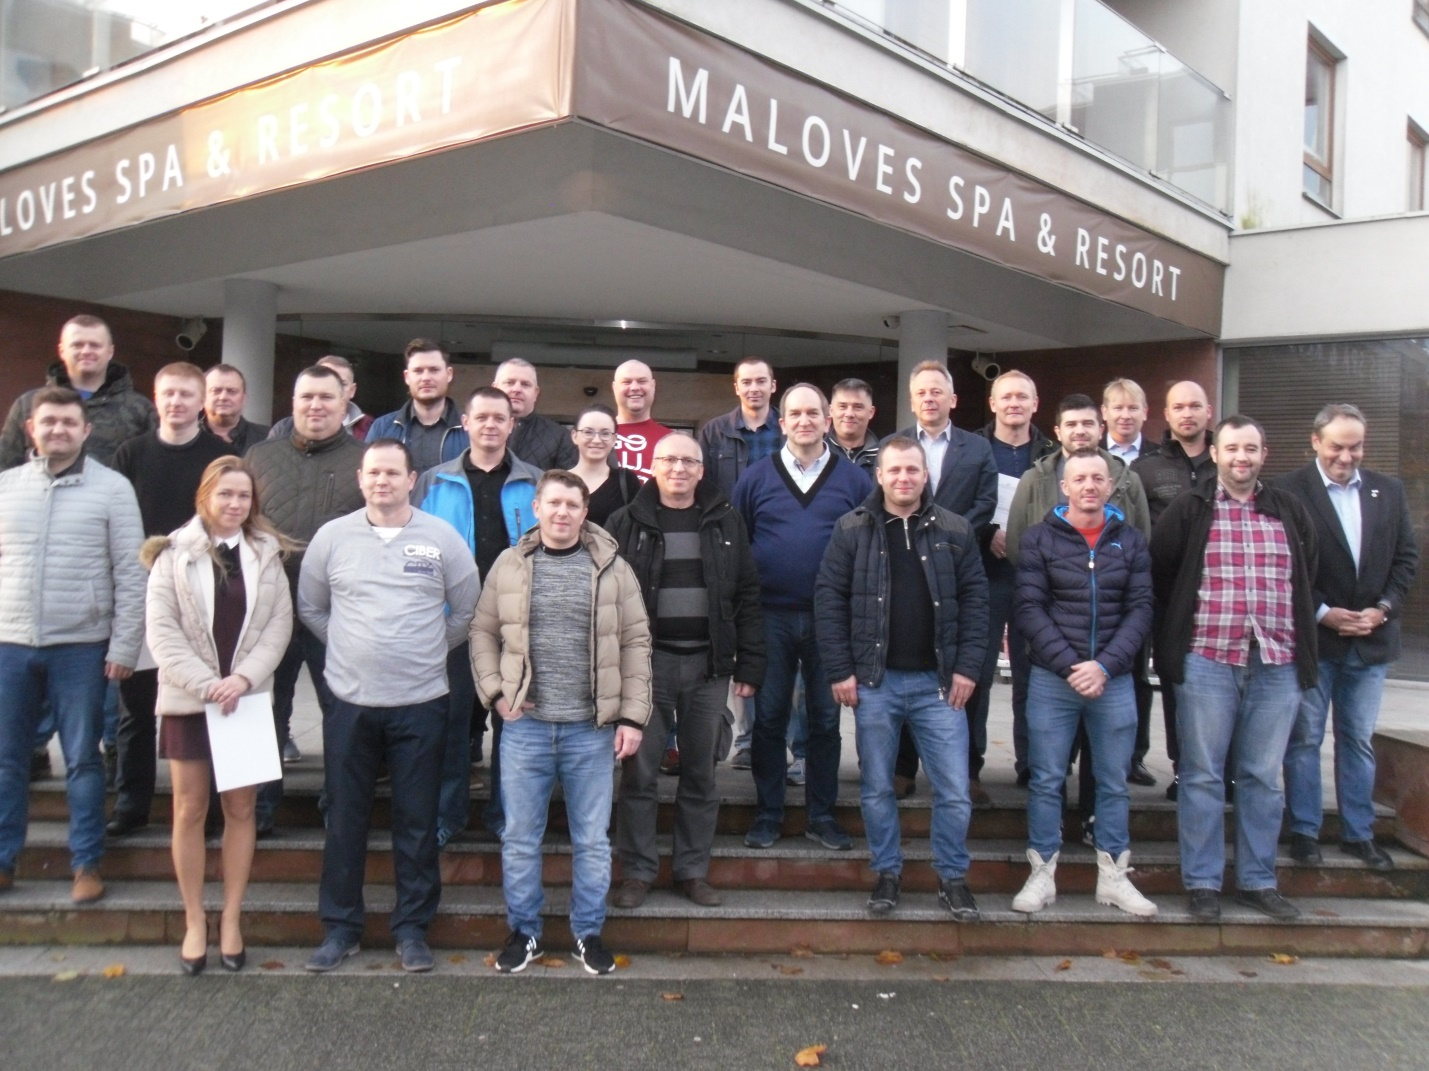 LOVES SPA & RESORT
MALOVES SPA & RESORT
CIBER